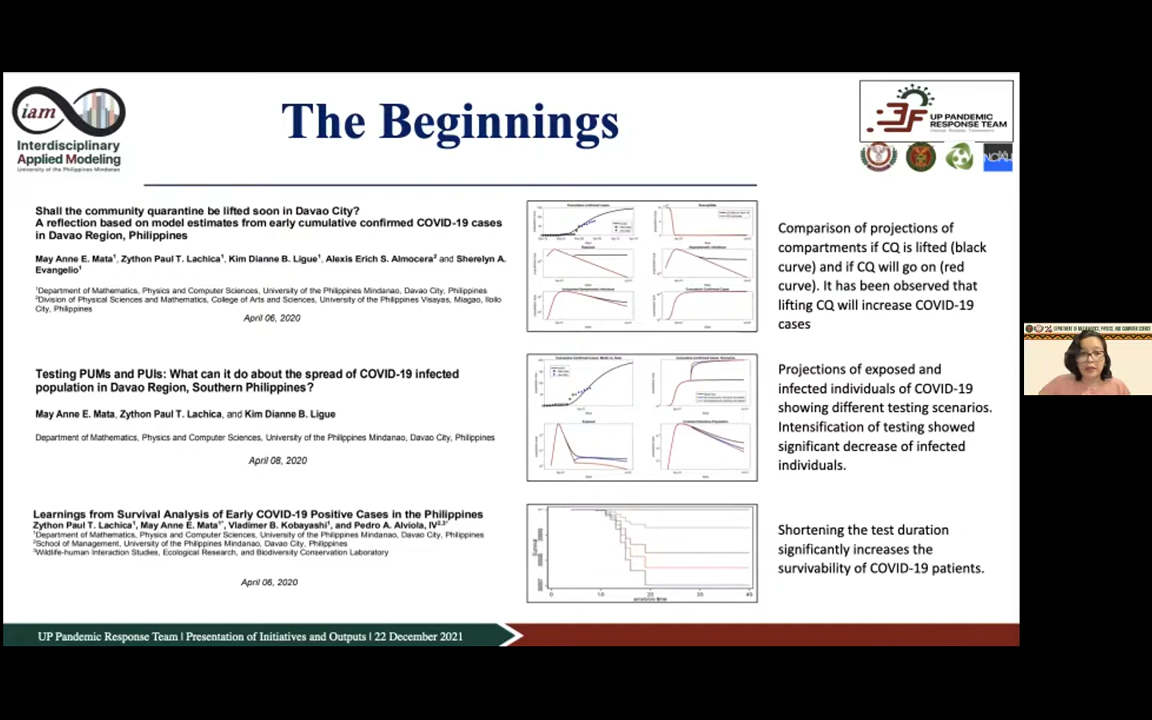 iam
Interdisciplinary
Applied Modeling
University of the Philippines Mindanao
The Beginnings
UP PANDEMIC
RESPONSE TEAM
Shall the community quarantine be lifted soon in Davao City?
A reflection based on model estimates from early cumulative confirmed COVID-19 cases
in Davao Region, Philippines
May Anne E. Mata¹, Zython Paul T. Lachica¹, Kim Dianne B. Ligue¹, Alexis Erich S. Almocera² and Sherelyn A.
Evangelio¹
¹Department of Mathematics, Physics and Computer Sciences, University of the Philippines Mindanao, Davao City, Philippines
²Division of Physical Sciences and Mathematics, College of Arts and Sciences, University of the Philippines Visayas, Miagao, Iloilo
City, Philippines
April 06, 2020
Comparison of projections of
compartments if CQ is lifted (black
curve) and if CQ will go on (red
curve). It has been observed that
lifting CQ will increase COVID-19
cases
Testing PUMs and PUIs: What can it do about the spread of COVID-19 infected
population in Davao Region, Southern Philippines?
May Anne E. Mata, Zython Paul T. Lachica, and Kim Dianne B. Ligue
Department of Mathematics, Physics and Computer Sciences, University of the Philippines Mindanao, Davao City, Philippines
April 08, 2020
Projections of exposed and
infected individuals of COVID-19
showing different testing scenarios.
Intensification of testing showed
significant decrease of infected
individuals.
Learnings from Survival Analysis of Early COVID-19 Positive Cases in the Philippines
Zython Paul T. Lachica¹, May Anne E. Mata¹*, Vladimer B. Kobayashi¹, and Pedro A. Alviola, IV²,³*
¹Department of Mathematics, Physics and Computer Sciences, University of the Philippines Mindanao, Davao City, Philippines
²School of Management, University of the Philippines Mindanao, Davao City, Philippines
³Wildlife-human Interaction Studies, Ecological Research, and Biodiversity Conservation Laboratory
April 06, 2020
Survival
0 10 20 30 40
Shortening the test duration
significantly increases the
survivability of COVID-19 patients.
UP Pandemic Response Team | Presentation of Initiatives and Outputs | 22 December 2021
DEPARTMENT OF MATHEMATICS, PHYSICS, AND COMPUTER SCIENCE